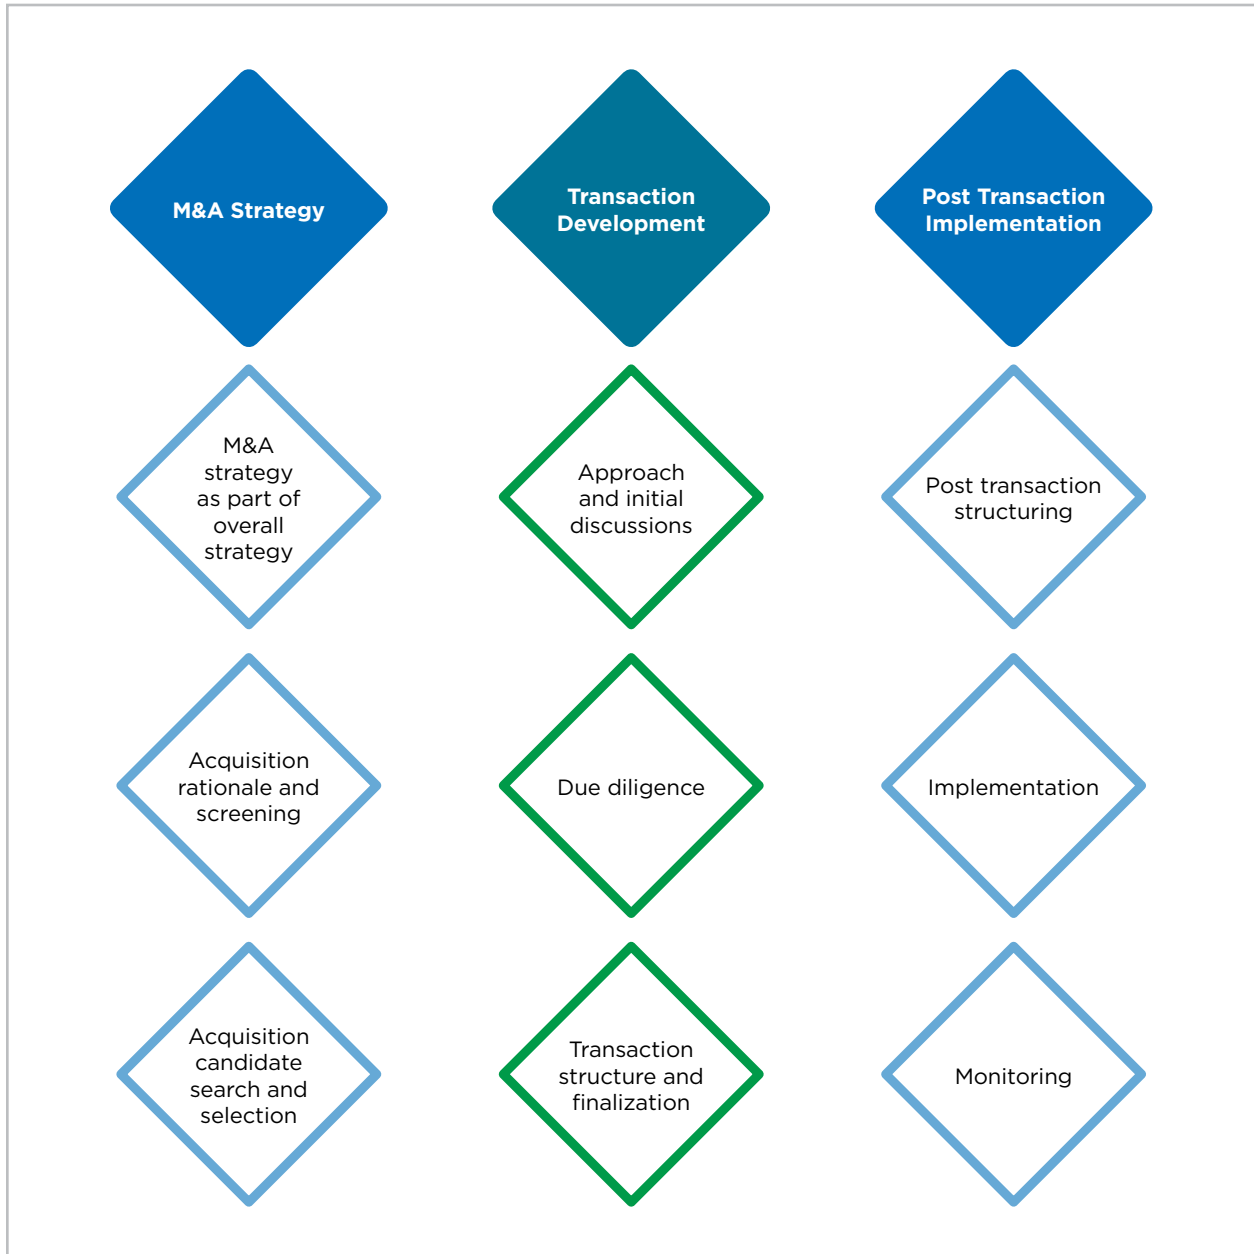 M&A Strategy
Transaction
Development
Post Transaction
Implementation
M&A
strategy
as part of
overall
strategy
Approach
and initial
discussions
Post transaction
structuring
Acquisition
rationale and
screening
Due diligence
Implementation
Acquisition
candidate
search and
selection
Transaction
structure and
finalization
Monitoring